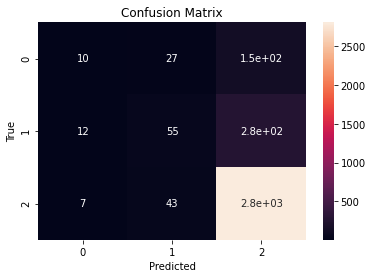 Confusion Matrix
0 10 27 1.5e+02
1 12 55 2.8e+02
2 7 43 2.8e+03
0 1 2
True
Predicted
2500
2000
1500
1000
500